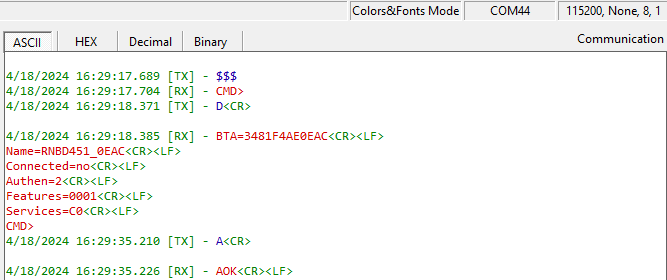 Colors&Fonts Mode COM44 115200, None, 8, 1
ASCII HEX Decimal Binary Communication
4/18/2024 16:29:17.689 [TX] - $$$
4/18/2024 16:29:17.704 [RX] - CMD>
4/18/2024 16:29:18.371 [TX] - D<CR>
4/18/2024 16:29:18.385 [RX] - BTA=3481F4AE0EAC<CR><LF>
Name=RNBD451_0EAC<CR><LF>
Connected=no<CR><LF>
Authen=2<CR><LF>
Features=0001<CR><LF>
Services=C0<CR><LF>
CMD>
4/18/2024 16:29:35.210 [TX] - A<CR>
4/18/2024 16:29:35.226 [RX] - AOK<CR><LF>